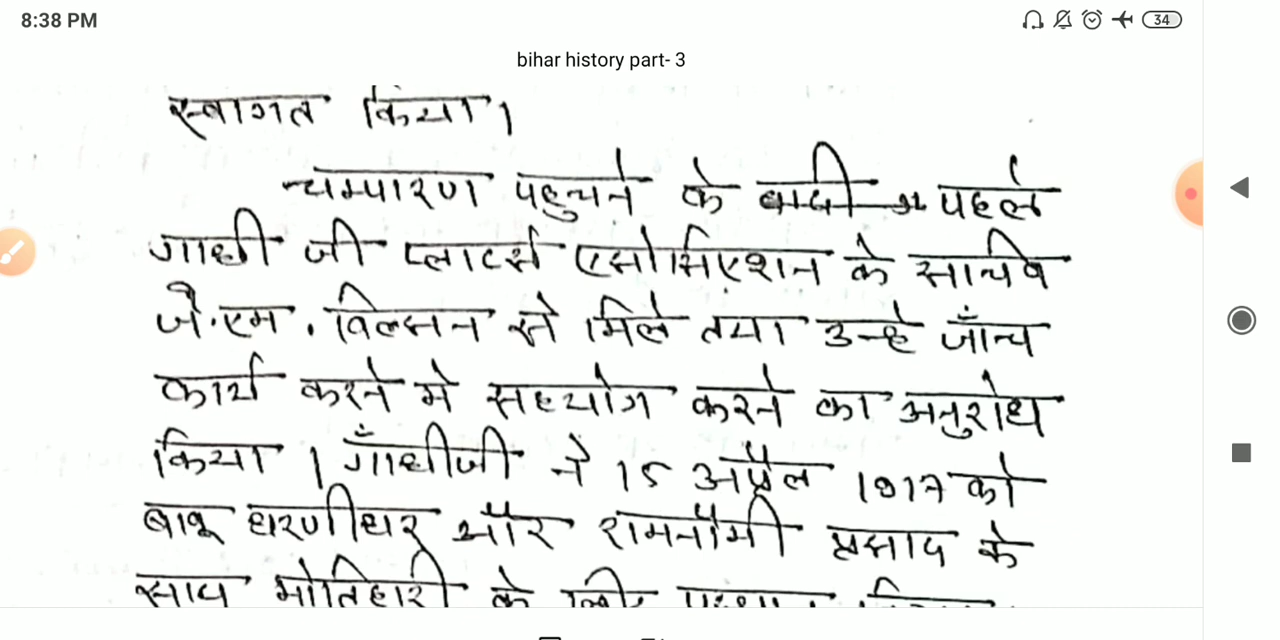 8:38 PM
34
bihar history part- 3
स्वागत किया।
चम्पारण पहुचने के पहले
गाधी जी प्लाटर्स एसोसिएशन के साचिव
जे.एम. विल्सन से मिले तथा उन्हे जाँच
कार्य करने मे सहयोग करने का अनुरोध
किया । गाँधीजी ने 15 अप्रैल 1917 को
बाबू धरणीधर और रामनौमी प्रसाद के
साथ मोतिहारी के लिए